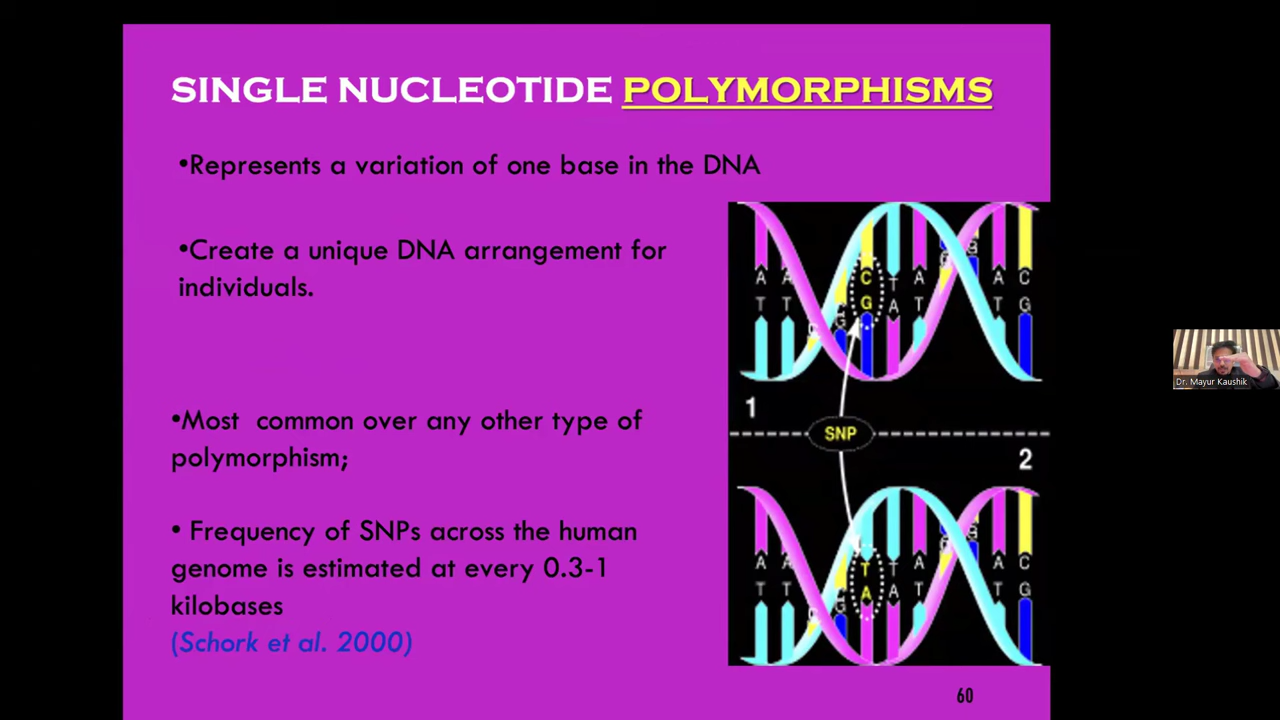 SINGLE NUCLEOTIDE POLYMORPHISMS
•Represents a variation of one base in the DNA
•Create a unique DNA arrangement for
individuals.
•Most common over any other type of
polymorphism;
• Frequency of SNPs across the human
genome is estimated at every 0.3-1
kilobases
(Schork et al. 2000)
A A C T A A C
T T G G A T T G
1
SNP
2
A A T T A A C
T T G A A T T G
60
Dr. Mayur Kaushik